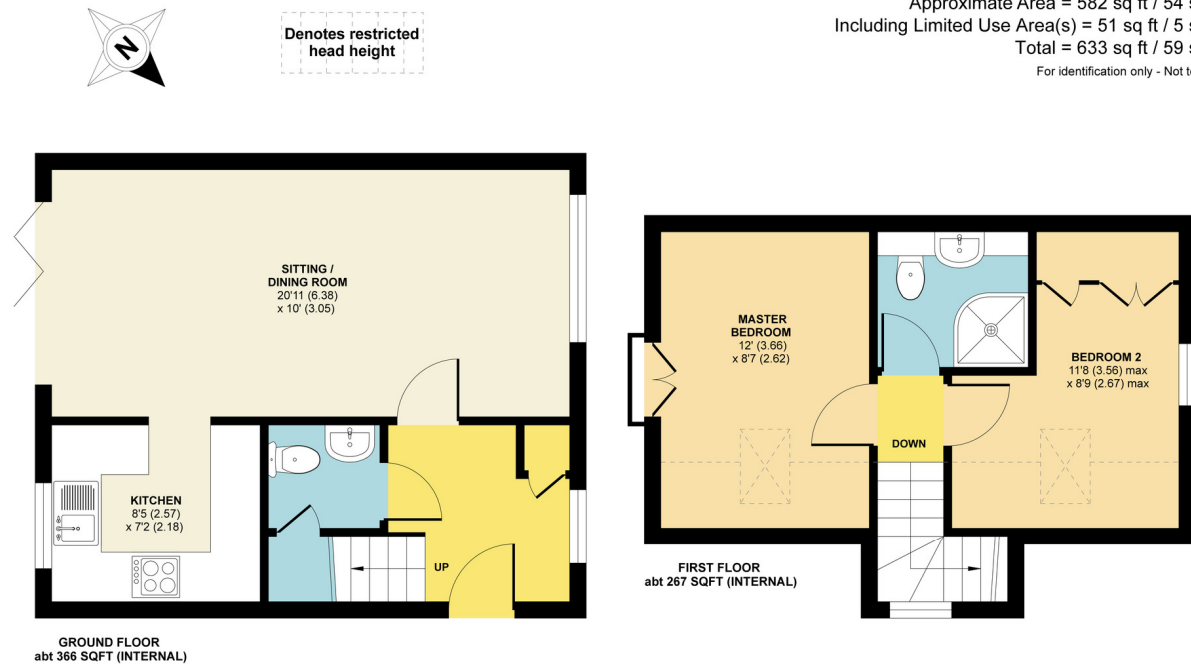 Approximate Area = 582 sq ft / 54 s
Including Limited Use Area(s) = 51 sq ft / 5 s
Total = 633 sq ft / 59 s
For identification only - Not t
N
Denotes restricted
head height
SITTING /
DINING ROOM
20'11 (6.38)
x 10' (3.05)
KITCHEN
8'5 (2.57)
x 7'2 (2.18)
UP
GROUND FLOOR
abt 366 SQFT (INTERNAL)
MASTER
BEDROOM
12' (3.66)
x 8'7 (2.62)
BEDROOM 2
11'8 (3.56) max
x 8'9 (2.67) max
DOWN
FIRST FLOOR
abt 267 SQFT (INTERNAL)